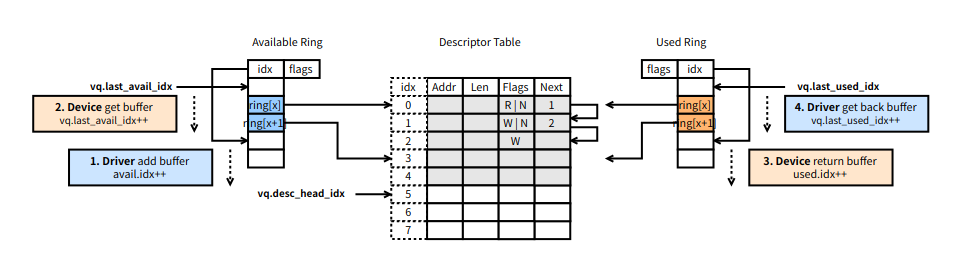 Available Ring
Descriptor Table
Used Ring
idx flags
flags idx
vq.last_avail_idx
idx Addr Len Flags Next
vq.last_used_idx
2. Device get buffer
vq.last_avail_idx++
ring[x]
0 R | N 1
ring[x]
4. Driver get back buffer
vq.last_used_idx++
ring[x+1]
1 W | N 2
ring[x+1]
2 W
1. Driver add buffer
avail.idx++
3
3. Device return buffer
used.idx++
4
vq.desc_head_idx
5
6
7